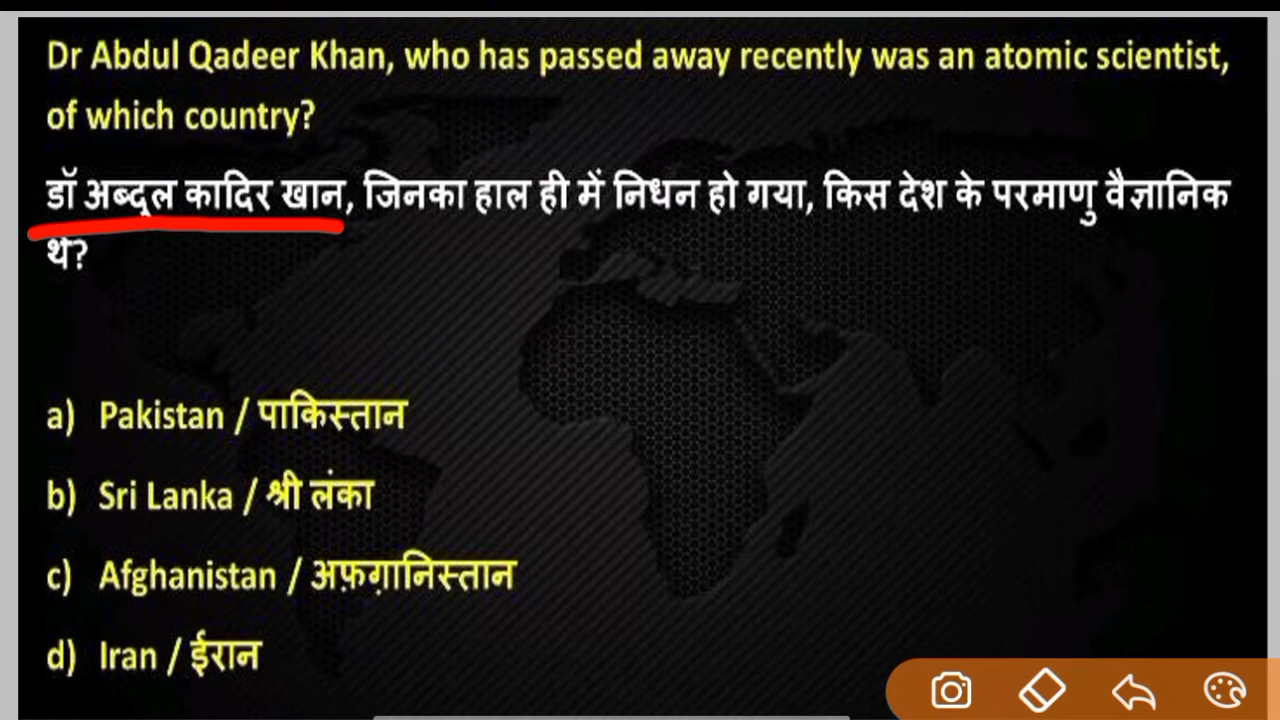 Dr Abdul Qadeer Khan, who has passed away recently was an atomic scientist,
of which country?
डॉ अब्दुल कादिर खान, जिनका हाल ही में निधन हो गया, किस देश के परमाणु वैज्ञानिक
थे?
a) Pakistan / पाकिस्तान
b) Sri Lanka / श्री लंका
c) Afghanistan / अफ़ग़ानिस्तान
d) Iran / ईरान